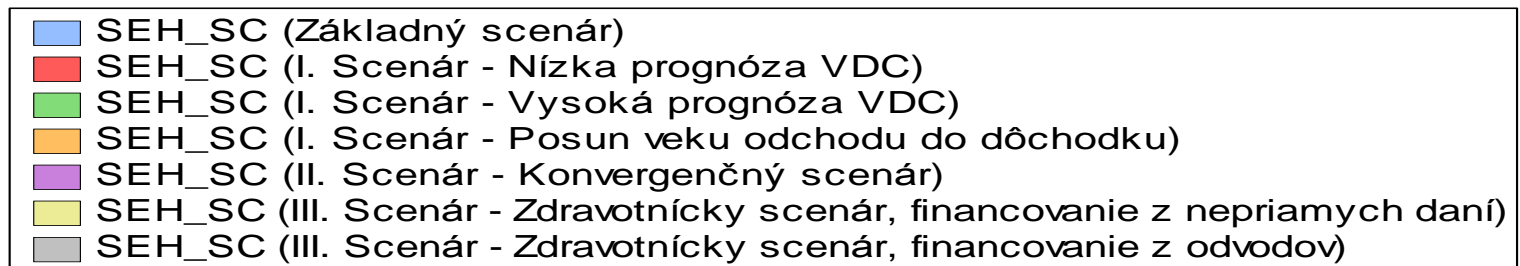 SEH_SC (Základný scenár)
SEH_SC (I. Scenár - Nízka prognóza VDC)
SEH_SC (I. Scenár - Vysoká prognóza VDC)
SEH_SC (I. Scenár - Posun veku odchodu do dôchodku)
SEH_SC (II. Scenár - Konvergenčný scenár)
SEH_SC (III. Scenár - Zdravotnícky scenár, financovanie z nepriamych daní)
SEH_SC (III. Scenár - Zdravotnícky scenár, financovanie z odvodov)